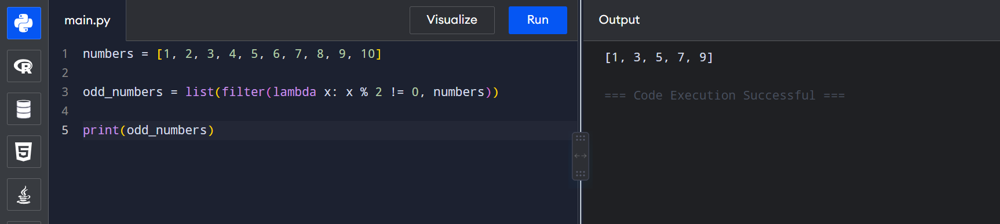 main.py
Visualize
Run
Output
1 numbers = [1, 2, 3, 4, 5, 6, 7, 8, 9, 10]
2
3 odd_numbers = list(filter(lambda x: x % 2 != 0, numbers))
4
5 print(odd_numbers)
[1, 3, 5, 7, 9]
=== Code Execution Successful ===
R
5